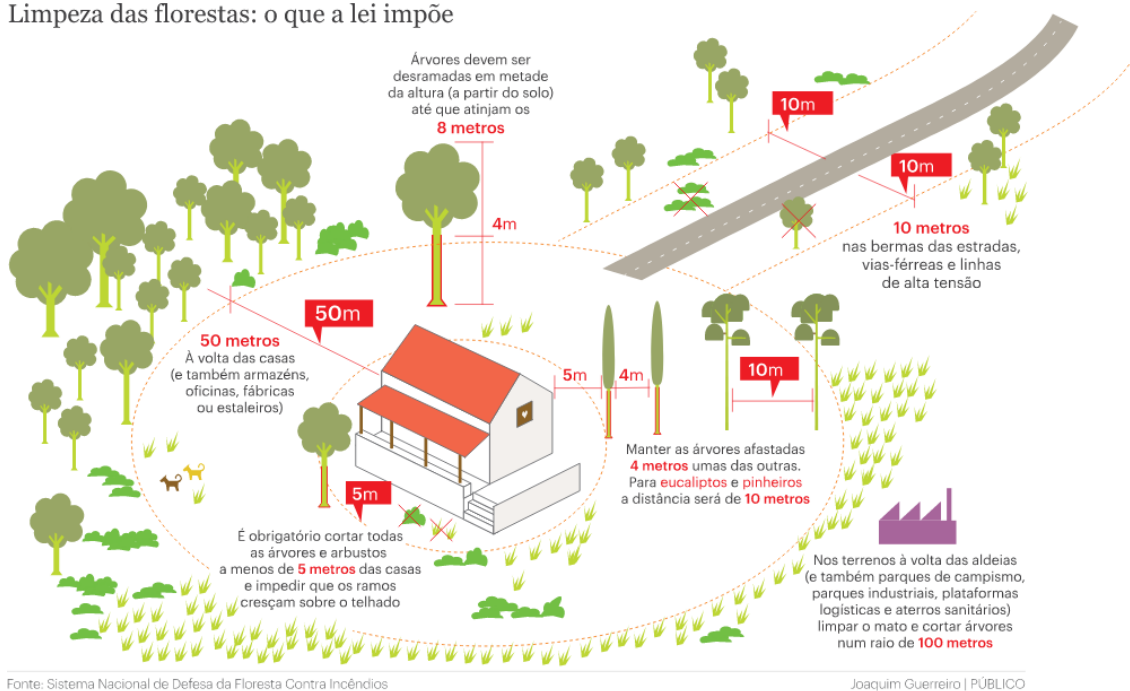 Limpeza das florestas: o que a lei impõe
Árvores devem ser
desramadas em metade
da altura (a partir do solo)
até que atinjam os
8 metros
4m
10m
10m
10 metros
nas bermas das estradas,
vias-férreas e linhas
de alta tensão
50m
50 metros
À volta das casas
(e também armazéns,
oficinas, fábricas
ou estaleiros)
5m
4m
10m
Manter as árvores afastadas
4 metros umas das outras.
Para eucaliptos e pinheiros
a distância será de 10 metros
5m
É obrigatório cortar todas
as árvores e arbustos
a menos de 5 metros das casas
e impedir que os ramos
cresçam sobre o telhado
Nos terrenos à volta das aldeias
(e também parques de campismo,
parques industriais, plataformas
logísticas e aterros sanitários)
limpar o mato e cortar árvores
num raio de 100 metros
Fonte: Sistema Nacional de Defesa da Floresta Contra Incêndios
Joaquim Guerreiro | PÚBLICO